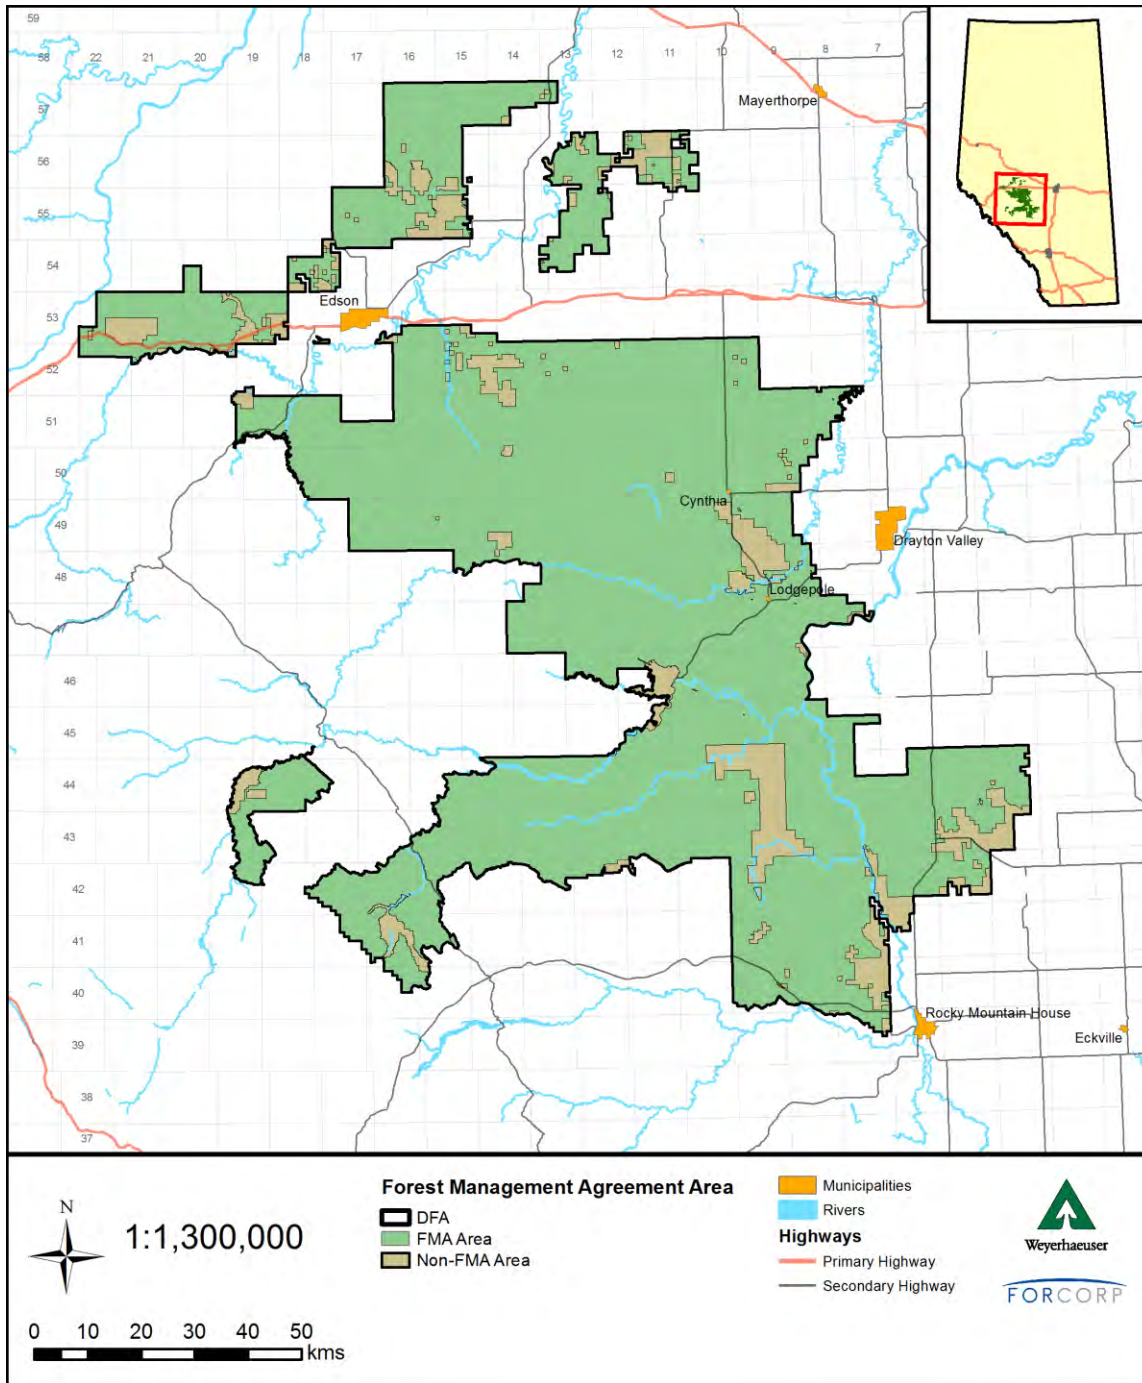 59
58 22 21 20 19 18 17 16 15 14 13 12 11 10 9 8 7
57
56
55
54
53
52
51
50
49
48
47
46
45
44
43
42
41
40
39
38
37
Mayerthorpe
Edson
Cynthia
Drayton Valley
Lodgepole
Rocky Mountain House
Eckville
N
1:1,300,000
0 10 20 30 40 50
kms
Forest Management Agreement Area
DFA
FMA Area
Non-FMA Area
Municipalities
Rivers
Highways
Primary Highway
Secondary Highway
Weyerhaeuser
FORCORP